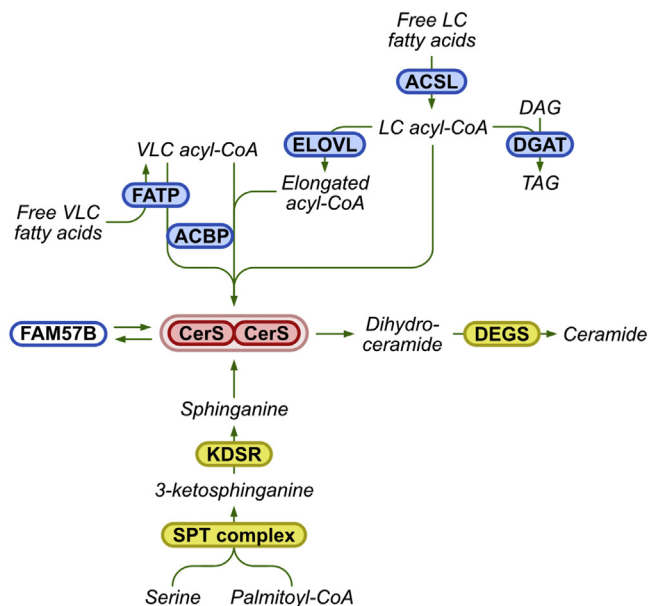 Free LC
fatty acids
ACSL
DAG
LC acyl-CoA
VLC acyl-CoA
ELOVL
DGAT
Elongated
acyl-CoA
TAG
FATP
Free VLC
fatty acids
ACBP
FAM57B
CerS CerS
Dihydro-
ceramide
DEGS
Ceramide
Sphinganine
KDSR
3-ketosphinganine
SPT complex
Serine
Palmitoyl-CoA